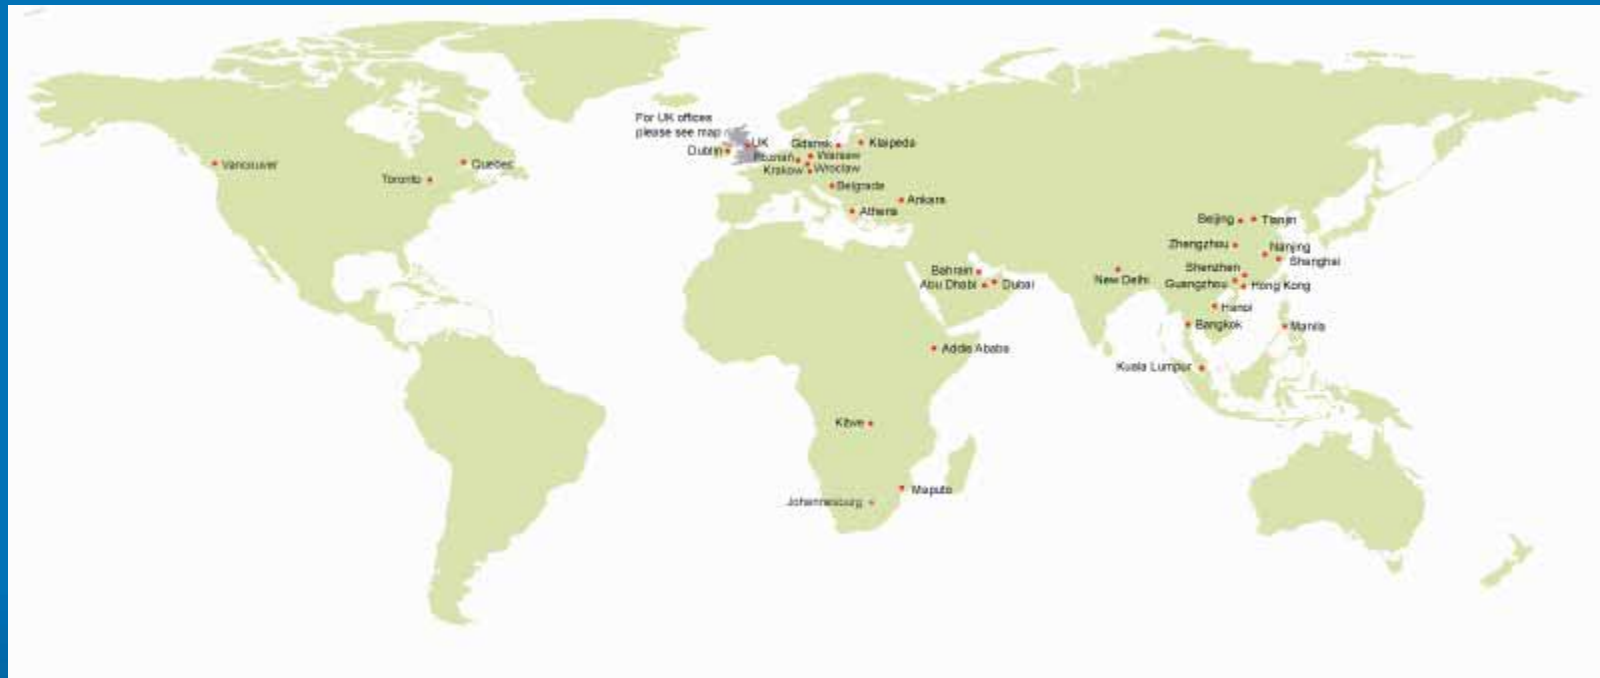 For UK offices
please see map
UK
Dublin
Gdansk
Klaipeda
Poznań
Warsaw
Krakow
Wroclaw
Belgrade
Vancouver
Quebec
Toronto
Ankara
Athens
Beijing
Tianjin
Zhengzhou
Nanjing
Shanghai
Shenzhen
Guangzhou
Hong Kong
Bahrain
Abu Dhabi
Dubai
New Delhi
Hanoi
Bangkok
Manila
Addis Ababa
Kuala Lumpur
Kitwe
Maputo
Johannesburg